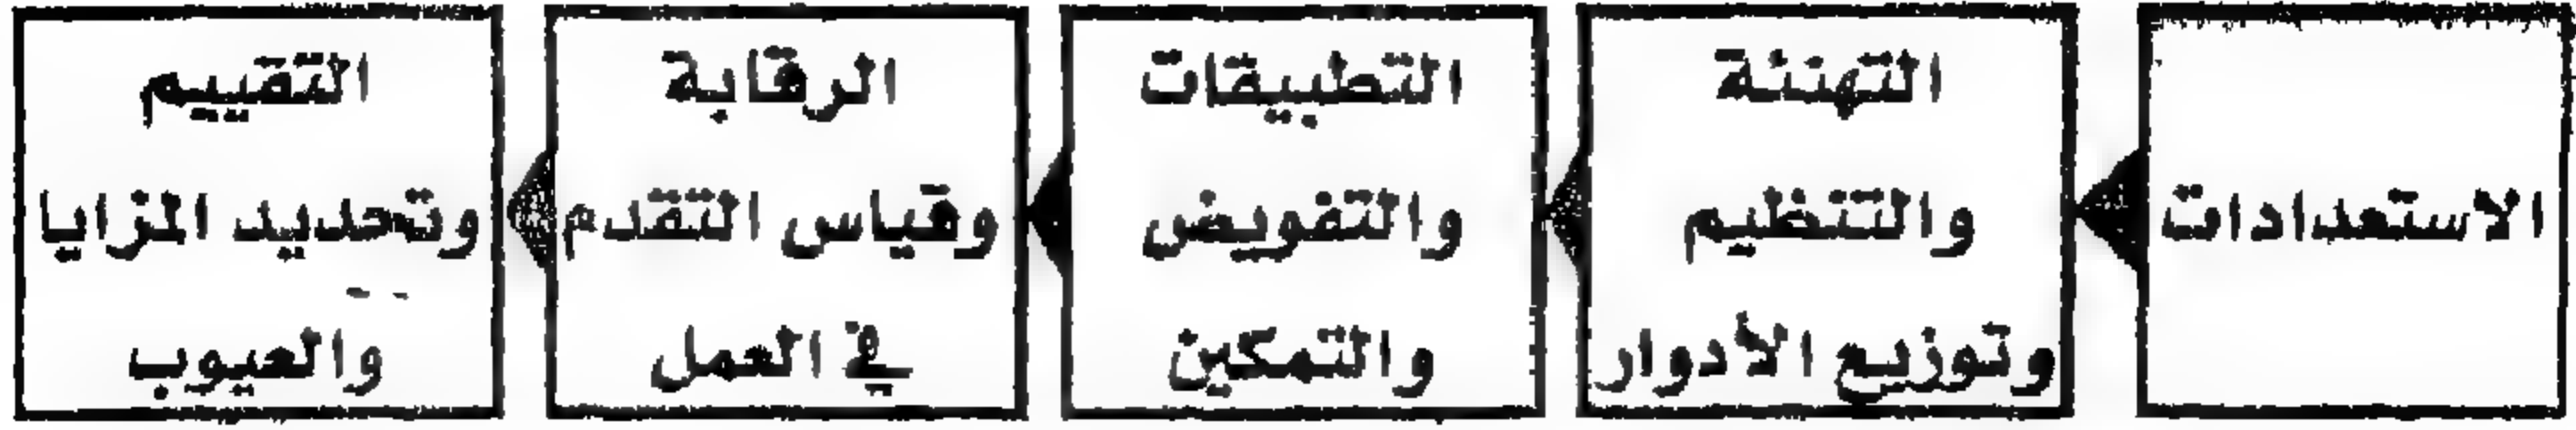 الاستعدادات
التهنئة
والتنظيم
وتوزيع الأدوار
التطبيقات
والتفويض
والتمكين
الرقابة
وقياس التقدم
في العمل
التقييم
وتحديد المزايا
والعيوب